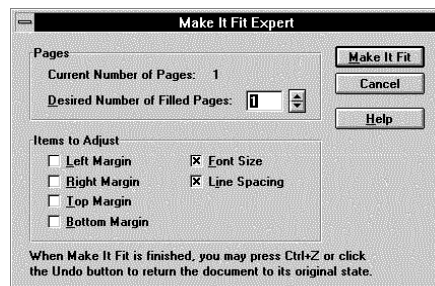 Make It Fit Expert
Pages
Current Number of Pages: 1
Desired Number of Filled Pages: 1
Make It Fit
Cancel
Help
Items to Adjust
Left Margin
Font Size
Right Margin
Line Spacing
Top Margin
Bottom Margin
When Make It Fit is finished, you may press Ctrl+Z or click
the Undo button to return the document to its original state.